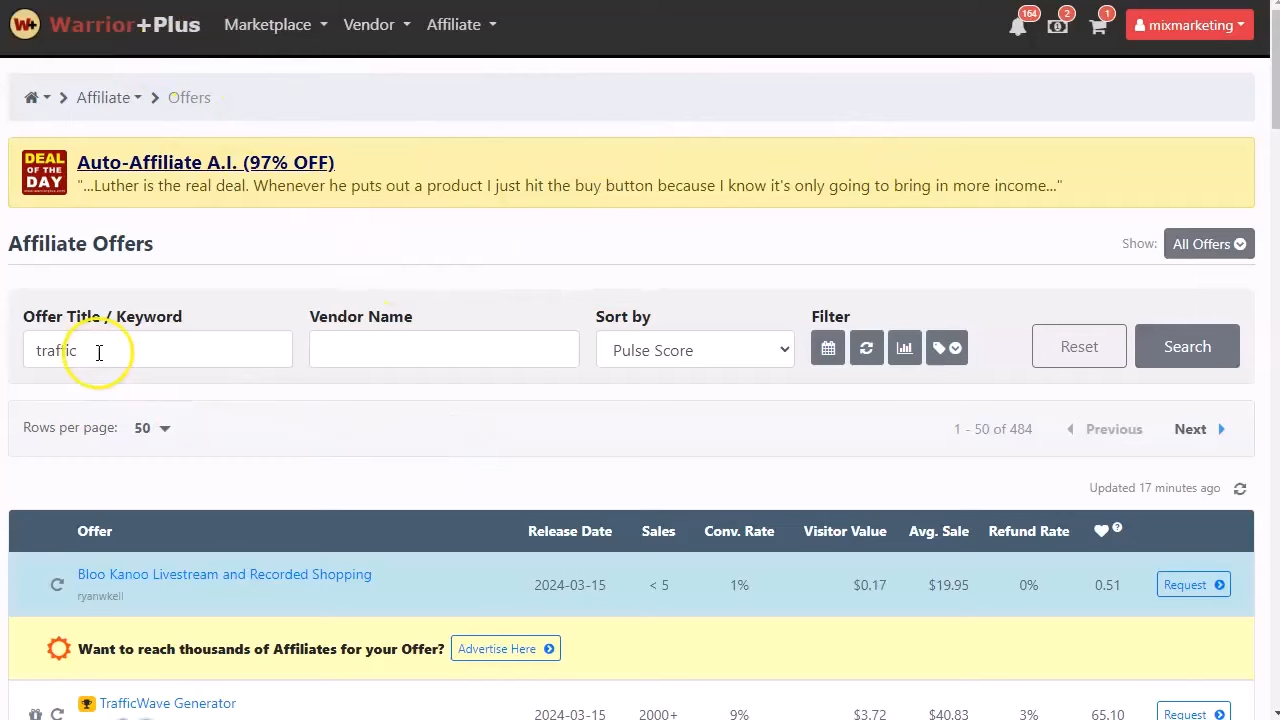 Warrior+Plus Marketplace Vendor Affiliate 164 2 1 mixmarketing
Affiliate Offers
DEAL OF THE DAY
Auto-Affiliate A.I. (97% OFF)
"...Luther is the real deal. Whenever he puts out a product I just hit the buy button because I know it's only going to bring in more income..."
Affiliate Offers Show: All Offers
Offer Title / Keyword Vendor Name Sort by Filter
traffic Pulse Score Reset Search
Rows per page: 50 1 - 50 of 484 Previous Next
Updated 17 minutes ago
Offer Release Date Sales Conv. Rate Visitor Value Avg. Sale Refund Rate ?
Bloo Kanoo Livestream and Recorded Shopping
ryanwkell 2024-03-15 < 5 1% $0.17 $19.95 0% 0.51 Request
Want to reach thousands of Affiliates for your Offer? Advertise Here
TrafficWave Generator
2024-03-15 2000+ 9% $3.72 $40.83 3% 65.10 Request